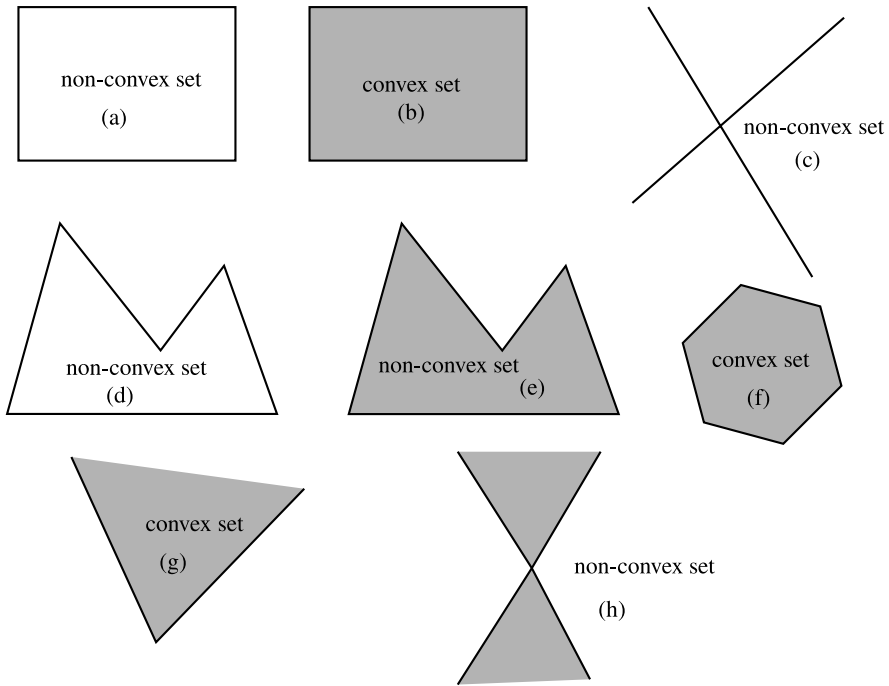 non-convex set
(a)
convex set
(b)
non-convex set
(c)
non-convex set
(d)
non-convex set
(e)
convex set
(f)
convex set
(g)
non-convex set
(h)